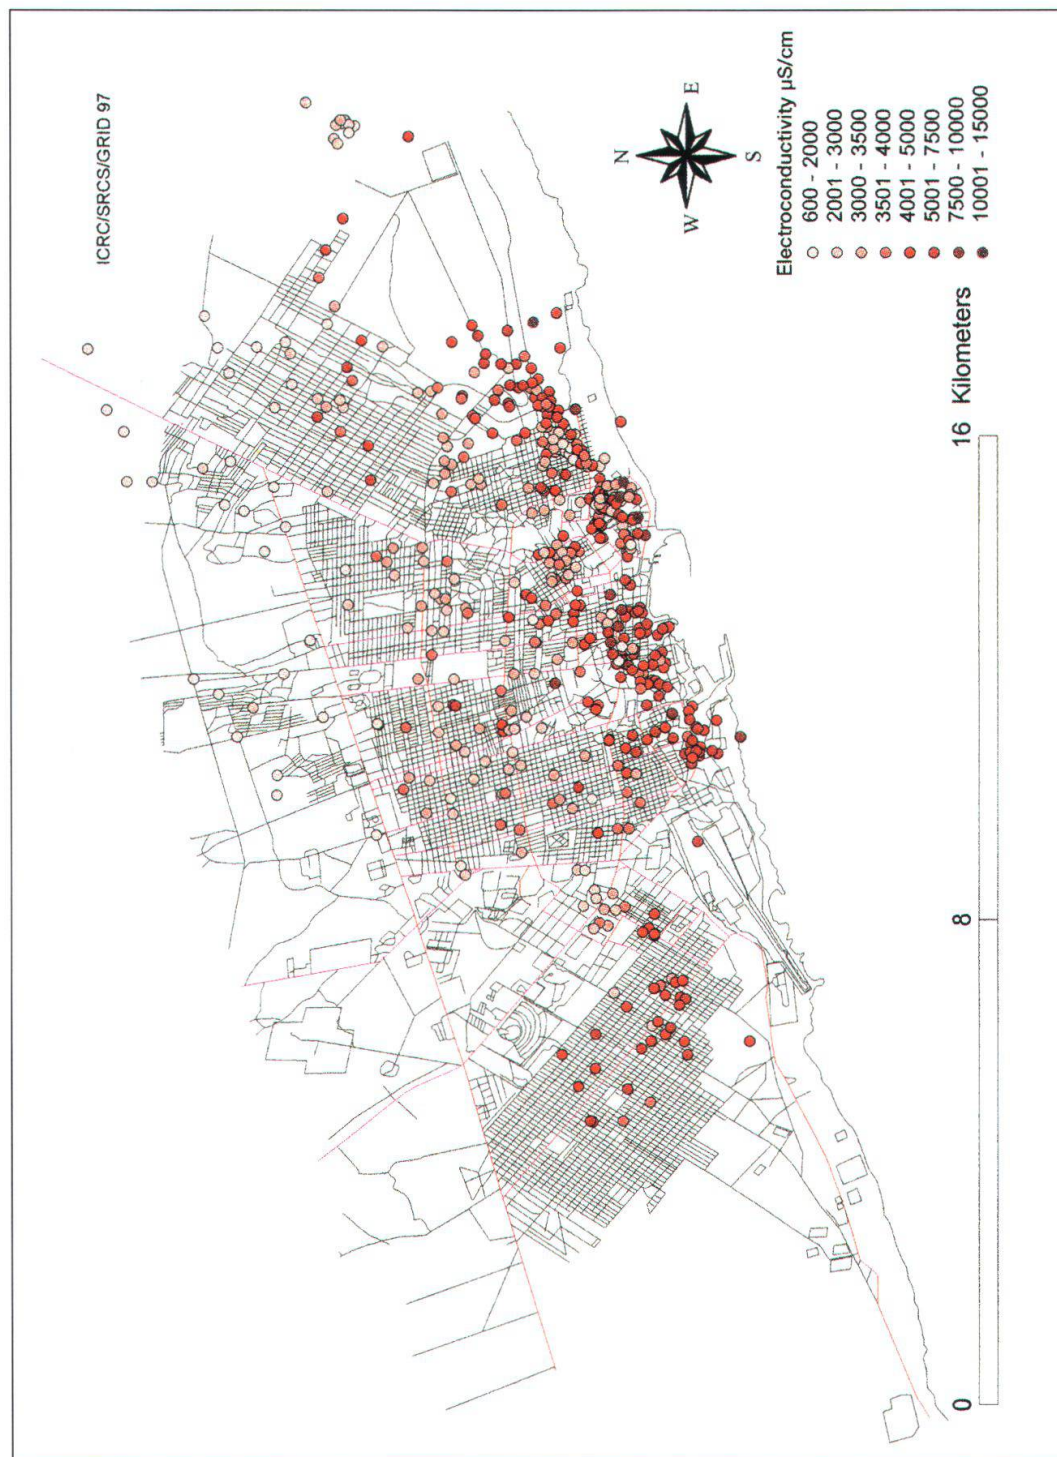 ICRC/SRCS/GRID 97
N
W
E
S
Electroconductivity µS/cm
600 - 2000
2001 - 3000
3000 - 3500
3501 - 4000
4001 - 5000
5001 - 7500
7500 - 10000
10001 - 15000
0
8
16 Kilometers